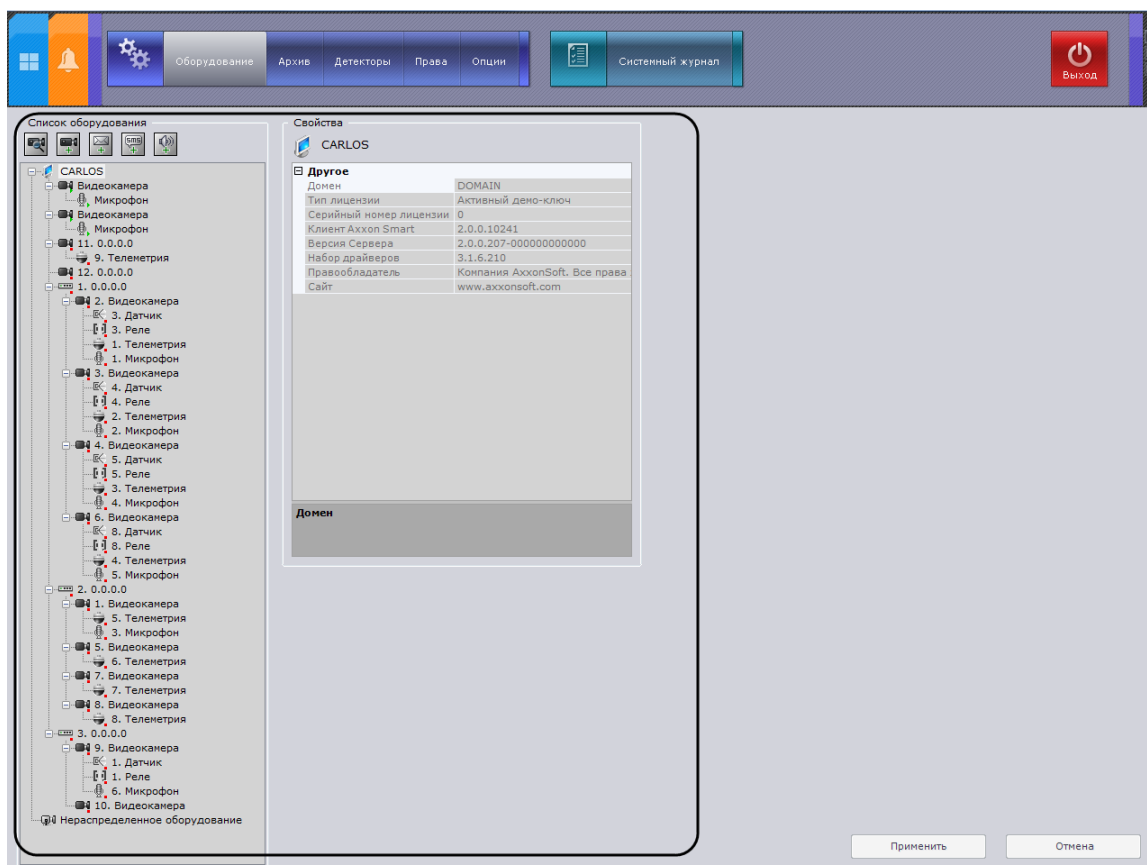 Оборудование
Архив
Детекторы
Права
Опции
Системный журнал
Выход
Список оборудования
SMS
CARLOS
Видеокамера
Микрофон
Видеокамера
Микрофон
11. 0.0.0.0
9. Телеметрия
12. 0.0.0.0
1. 0.0.0.0
2. Видеокамера
3. Датчик
3. Реле
1. Телеметрия
1. Микрофон
3. Видеокамера
4. Датчик
4. Реле
2. Телеметрия
2. Микрофон
4. Видеокамера
5. Датчик
5. Реле
3. Телеметрия
4. Микрофон
6. Видеокамера
8. Датчик
8. Реле
4. Телеметрия
5. Микрофон
2. 0.0.0.0
1. Видеокамера
5. Телеметрия
3. Микрофон
5. Видеокамера
6. Телеметрия
7. Видеокамера
7. Телеметрия
8. Видеокамера
8. Телеметрия
3. 0.0.0.0
9. Видеокамера
1. Датчик
1. Реле
6. Микрофон
10. Видеокамера
Нераспределенное оборудование
Свойства
CARLOS
Другое
Домен DOMAIN
Тип лицензии Активный демо-ключ
Серийный номер лицензии 0
Клиент Axxon Smart 2.0.0.10241
Версия Сервера 2.0.0.207-000000000000
Набор драйверов 3.1.6.210
Правообладатель Компания AxxonSoft. Все права
Сайт www.axxonsoft.com
Домен
Применить
Отмена